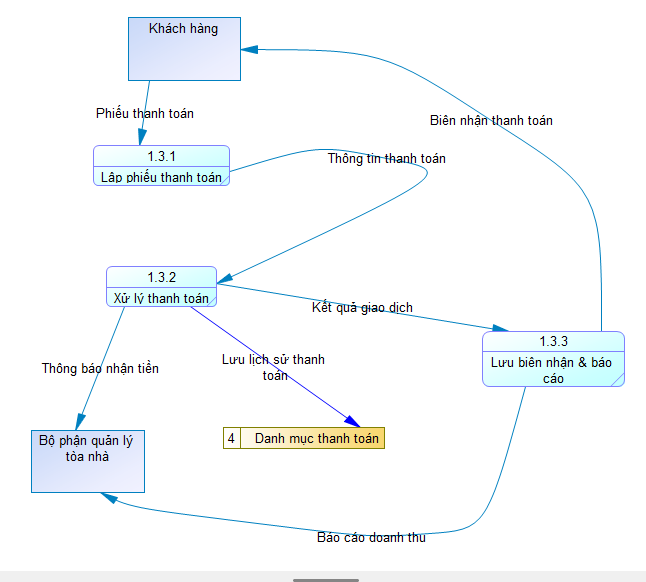 Khách hàng
Phiếu thanh toán
Biên nhận thanh toán
1.3.1
Lập phiếu thanh toán
Thông tin thanh toán
1.3.2
Xử lý thanh toán
Kết quả giao dịch
1.3.3
Lưu biên nhận & báo
cáo
Thông báo nhận tiền
Lưu lịch sử thanh
toán
Bộ phận quản lý
tòa nhà
4 Danh mục thanh toán
Báo cáo doanh thu